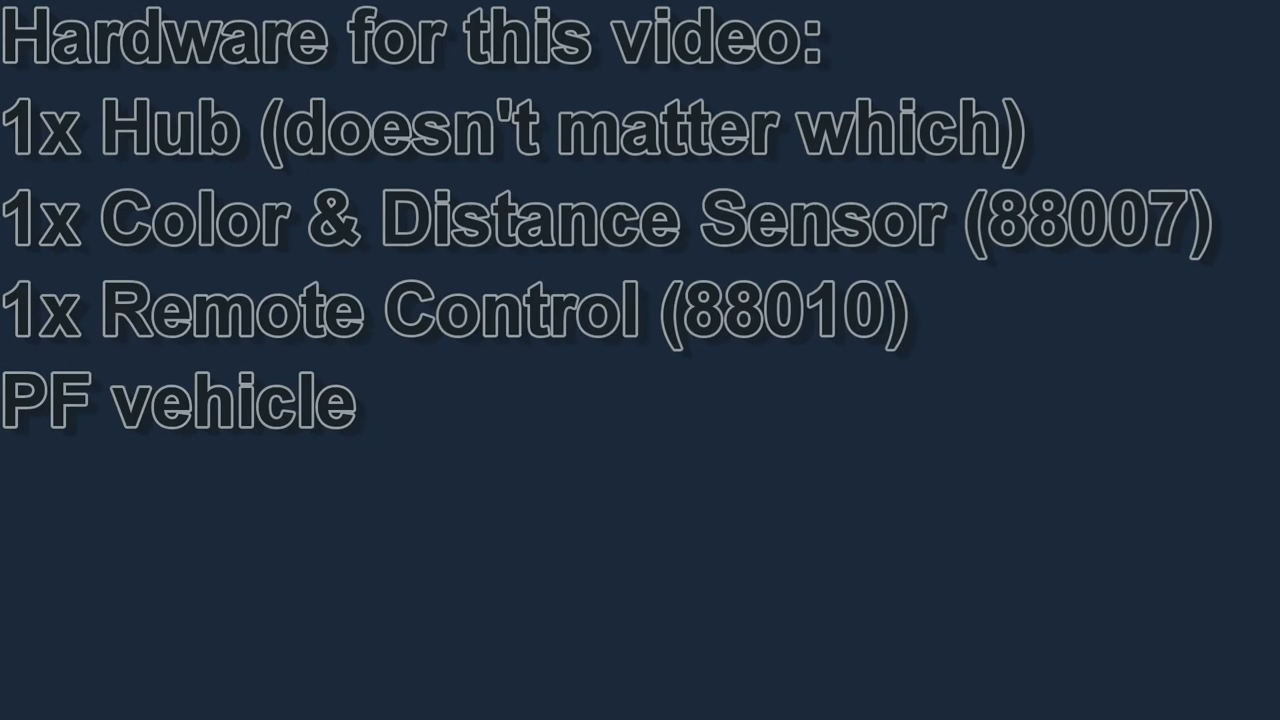 Hardware for this video:
1x Hub (doesn't matter which)
1x Color & Distance Sensor (88007)
1x Remote Control (88010)
PF vehicle